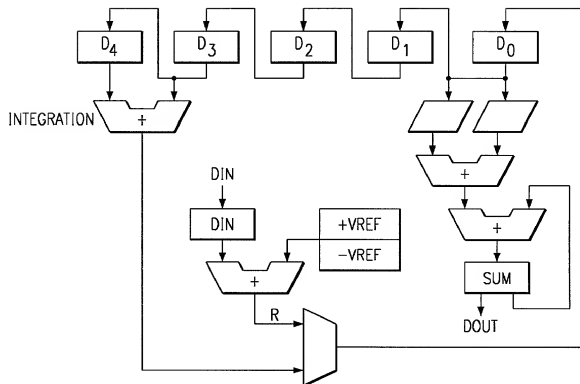 D4 D3 D2 D1 D0
INTEGRATION
+
+
DIN
+
DIN
+VREF
-VREF
+
SUM
R
DOUT